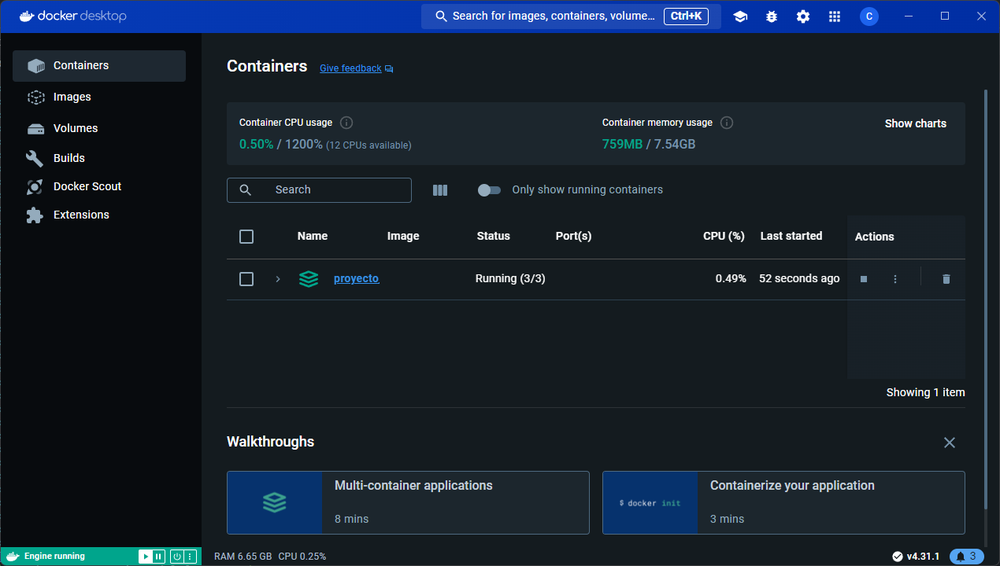 docker desktop
Search for images, containers, volume... Ctrl+K
C
Containers
Images
Volumes
Builds
Docker Scout
Extensions
Containers Give feedback
Container CPU usage
0.50% / 1200% (12 CPUs available)
Container memory usage
759MB / 7.54GB
Show charts
Search
Only show running containers
Name Image Status Port(s) CPU (%) Last started Actions
proyecto Running (3/3) 0.49% 52 seconds ago
Showing 1 item
Walkthroughs
Multi-container applications
8 mins
$ docker init
Containerize your application
3 mins
Engine running
RAM 6.65 GB CPU 0.25%
v4.31.1
3